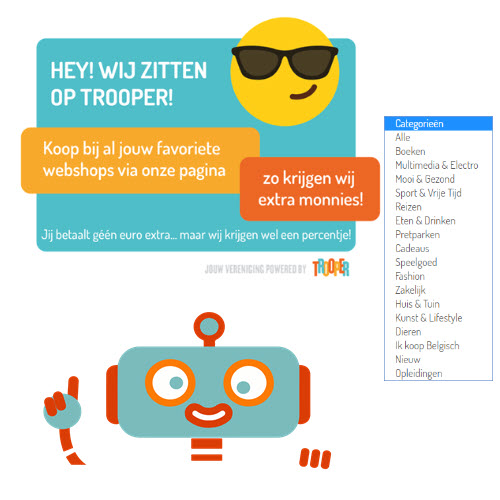 HEY! WIJ ZITTEN
OP TROOPER!
Koop bij al jouw favoriete
webshops via onze pagina
zo krijgen wij
extra monnies!
Jij betaalt géén euro extra... maar wij krijgen wel een percentje!
JOUW VERENIGING POWERED BY TROOPER
Categorieën
Alle
Boeken
Multimedia & Electro
Mooi & Gezond
Sport & Vrije Tijd
Reizen
Eten & Drinken
Pretparken
Cadeaus
Speelgoed
Fashion
Zakelijk
Huis & Tuin
Kunst & Lifestyle
Dieren
Ik koop Belgisch
Nieuw
Opleidingen